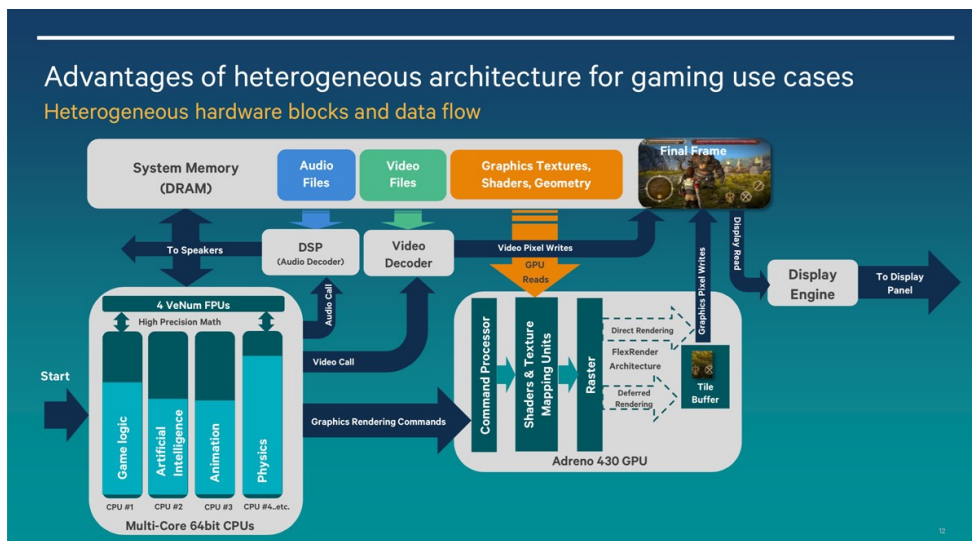 Advantages of heterogeneous architecture for gaming use cases
Heterogeneous hardware blocks and data flow
System Memory
(DRAM)
Audio
Files
Video
Files
Graphics Textures,
Shaders, Geometry
Final Frame
To Speakers
DSP
(Audio Decoder)
Video
Decoder
Video Pixel Writes
GPU
Reads
Graphics Pixel Writes
Display Read
Display
Engine
To Display
Panel
4 VeNum FPUs
High Precision Math
Audio Call
Video Call
Start
Game logic
Artificial
Intelligence
Animation
Physics
CPU #1
CPU #2
CPU #3
CPU #4..etc.
Multi-Core 64bit CPUs
Graphics Rendering Commands
Command Processor
Shaders & Texture
Mapping Units
Raster
Direct Rendering
FlexRender
Architecture
Deferred
Rendering
Tile
Buffer
Adreno 430 GPU
12